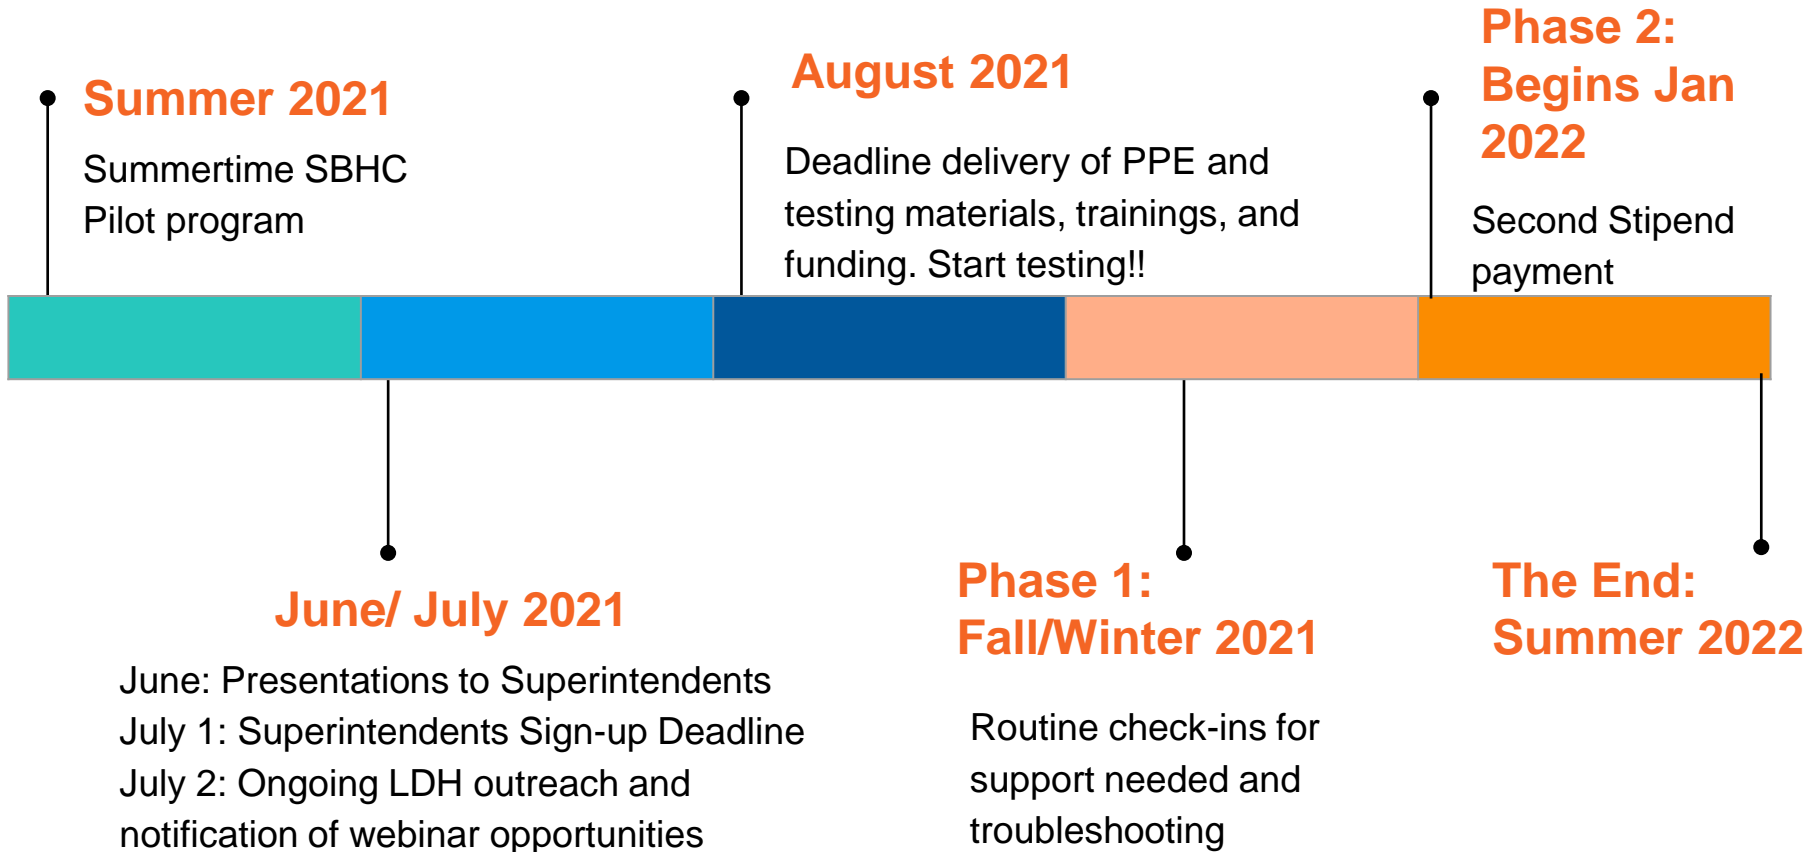 Summer 2021
Summertime SBHC
Pilot program
August 2021
Deadline delivery of PPE and
testing materials, trainings, and
funding. Start testing!!
Phase 2:
Begins Jan
2022
Second Stipend
payment
June/ July 2021
June: Presentations to Superintendents
July 1: Superintendents Sign-up Deadline
July 2: Ongoing LDH outreach and
notification of webinar opportunities
Phase 1:
Fall/Winter 2021
Routine check-ins for
support needed and
troubleshooting
The End:
Summer 2022